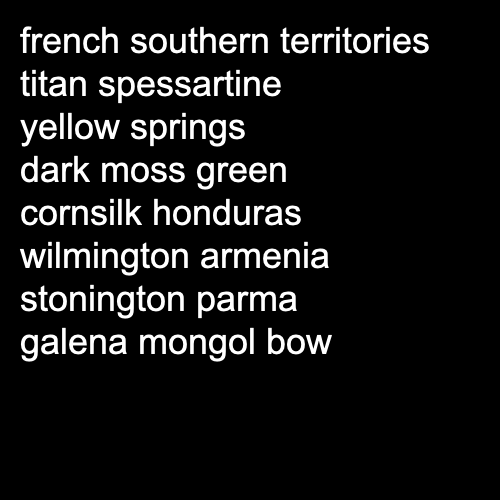 french southern territories
titan spessartine
yellow springs
dark moss green
cornsilk honduras
wilmington armenia
stonington parma
galena mongol bow